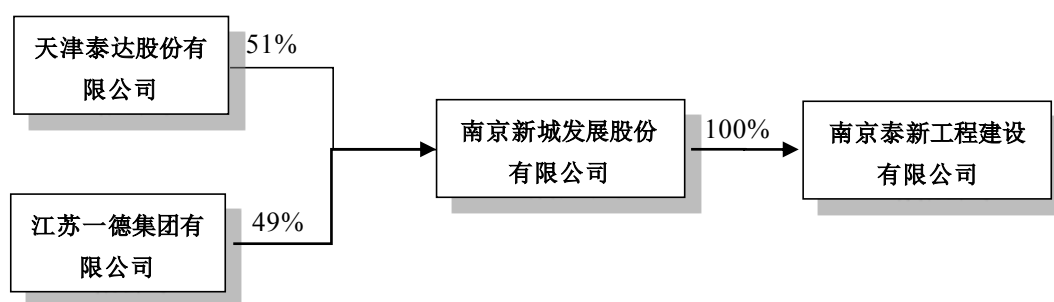 天津泰达股份有
限公司
51%
江苏一德集团有
限公司
49%
南京新城发展股份
有限公司
100%
南京泰新工程建设
有限公司